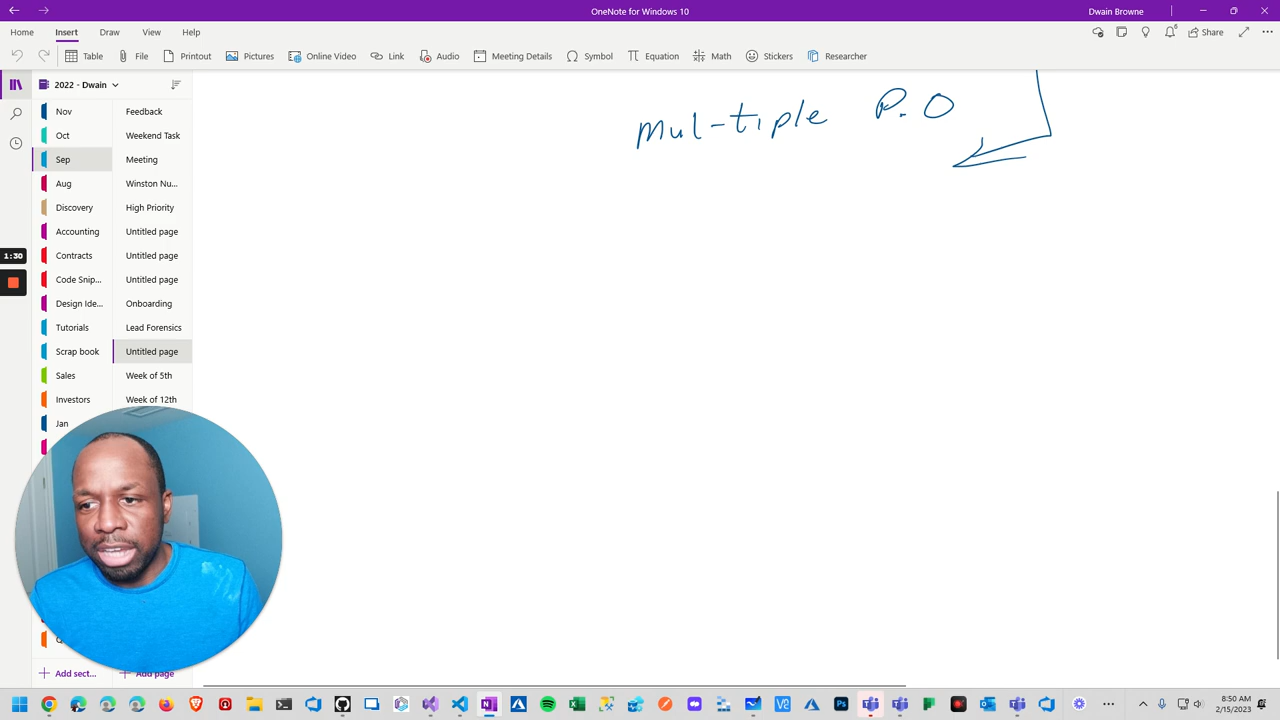 OneNote for Windows 10
Dwain Browne
Home Insert Draw View Help
6
Share
Table File Printout Pictures Online Video Link Audio Meeting Details Symbol Equation Math Stickers Researcher
2022 - Dwain
Nov Feedback
Oct Weekend Task
Sep Meeting
Aug Winston Nu...
Discovery High Priority
Accounting Untitled page
Contracts Untitled page
Code Snip... Untitled page
Design Ide... Onboarding
Tutorials Lead Forensics
Scrap book Untitled page
Sales Week of 5th
Investors Week of 12th
Jan
1:30
mul-tiple P.O
Add sect... Add page
8:50 AM
2/15/2023